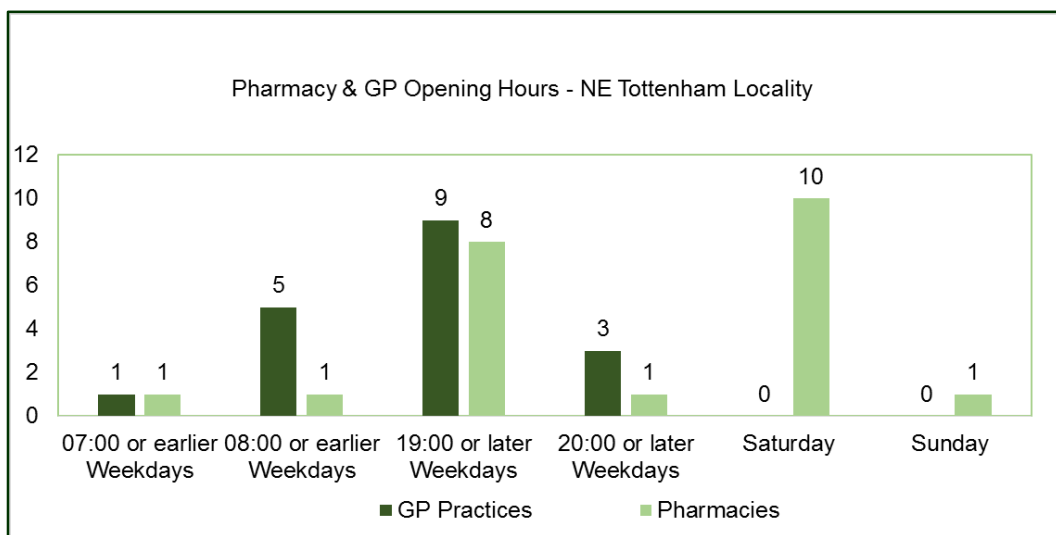 Pharmacy & GP Opening Hours - NE Tottenham Locality
12
10
8
6
4
2
0
1
1
5
1
9
8
3
1
0
10
0
1
07:00 or earlier
Weekdays
08:00 or earlier
Weekdays
19:00 or later
Weekdays
20:00 or later
Weekdays
Saturday
Sunday
GP Practices
Pharmacies